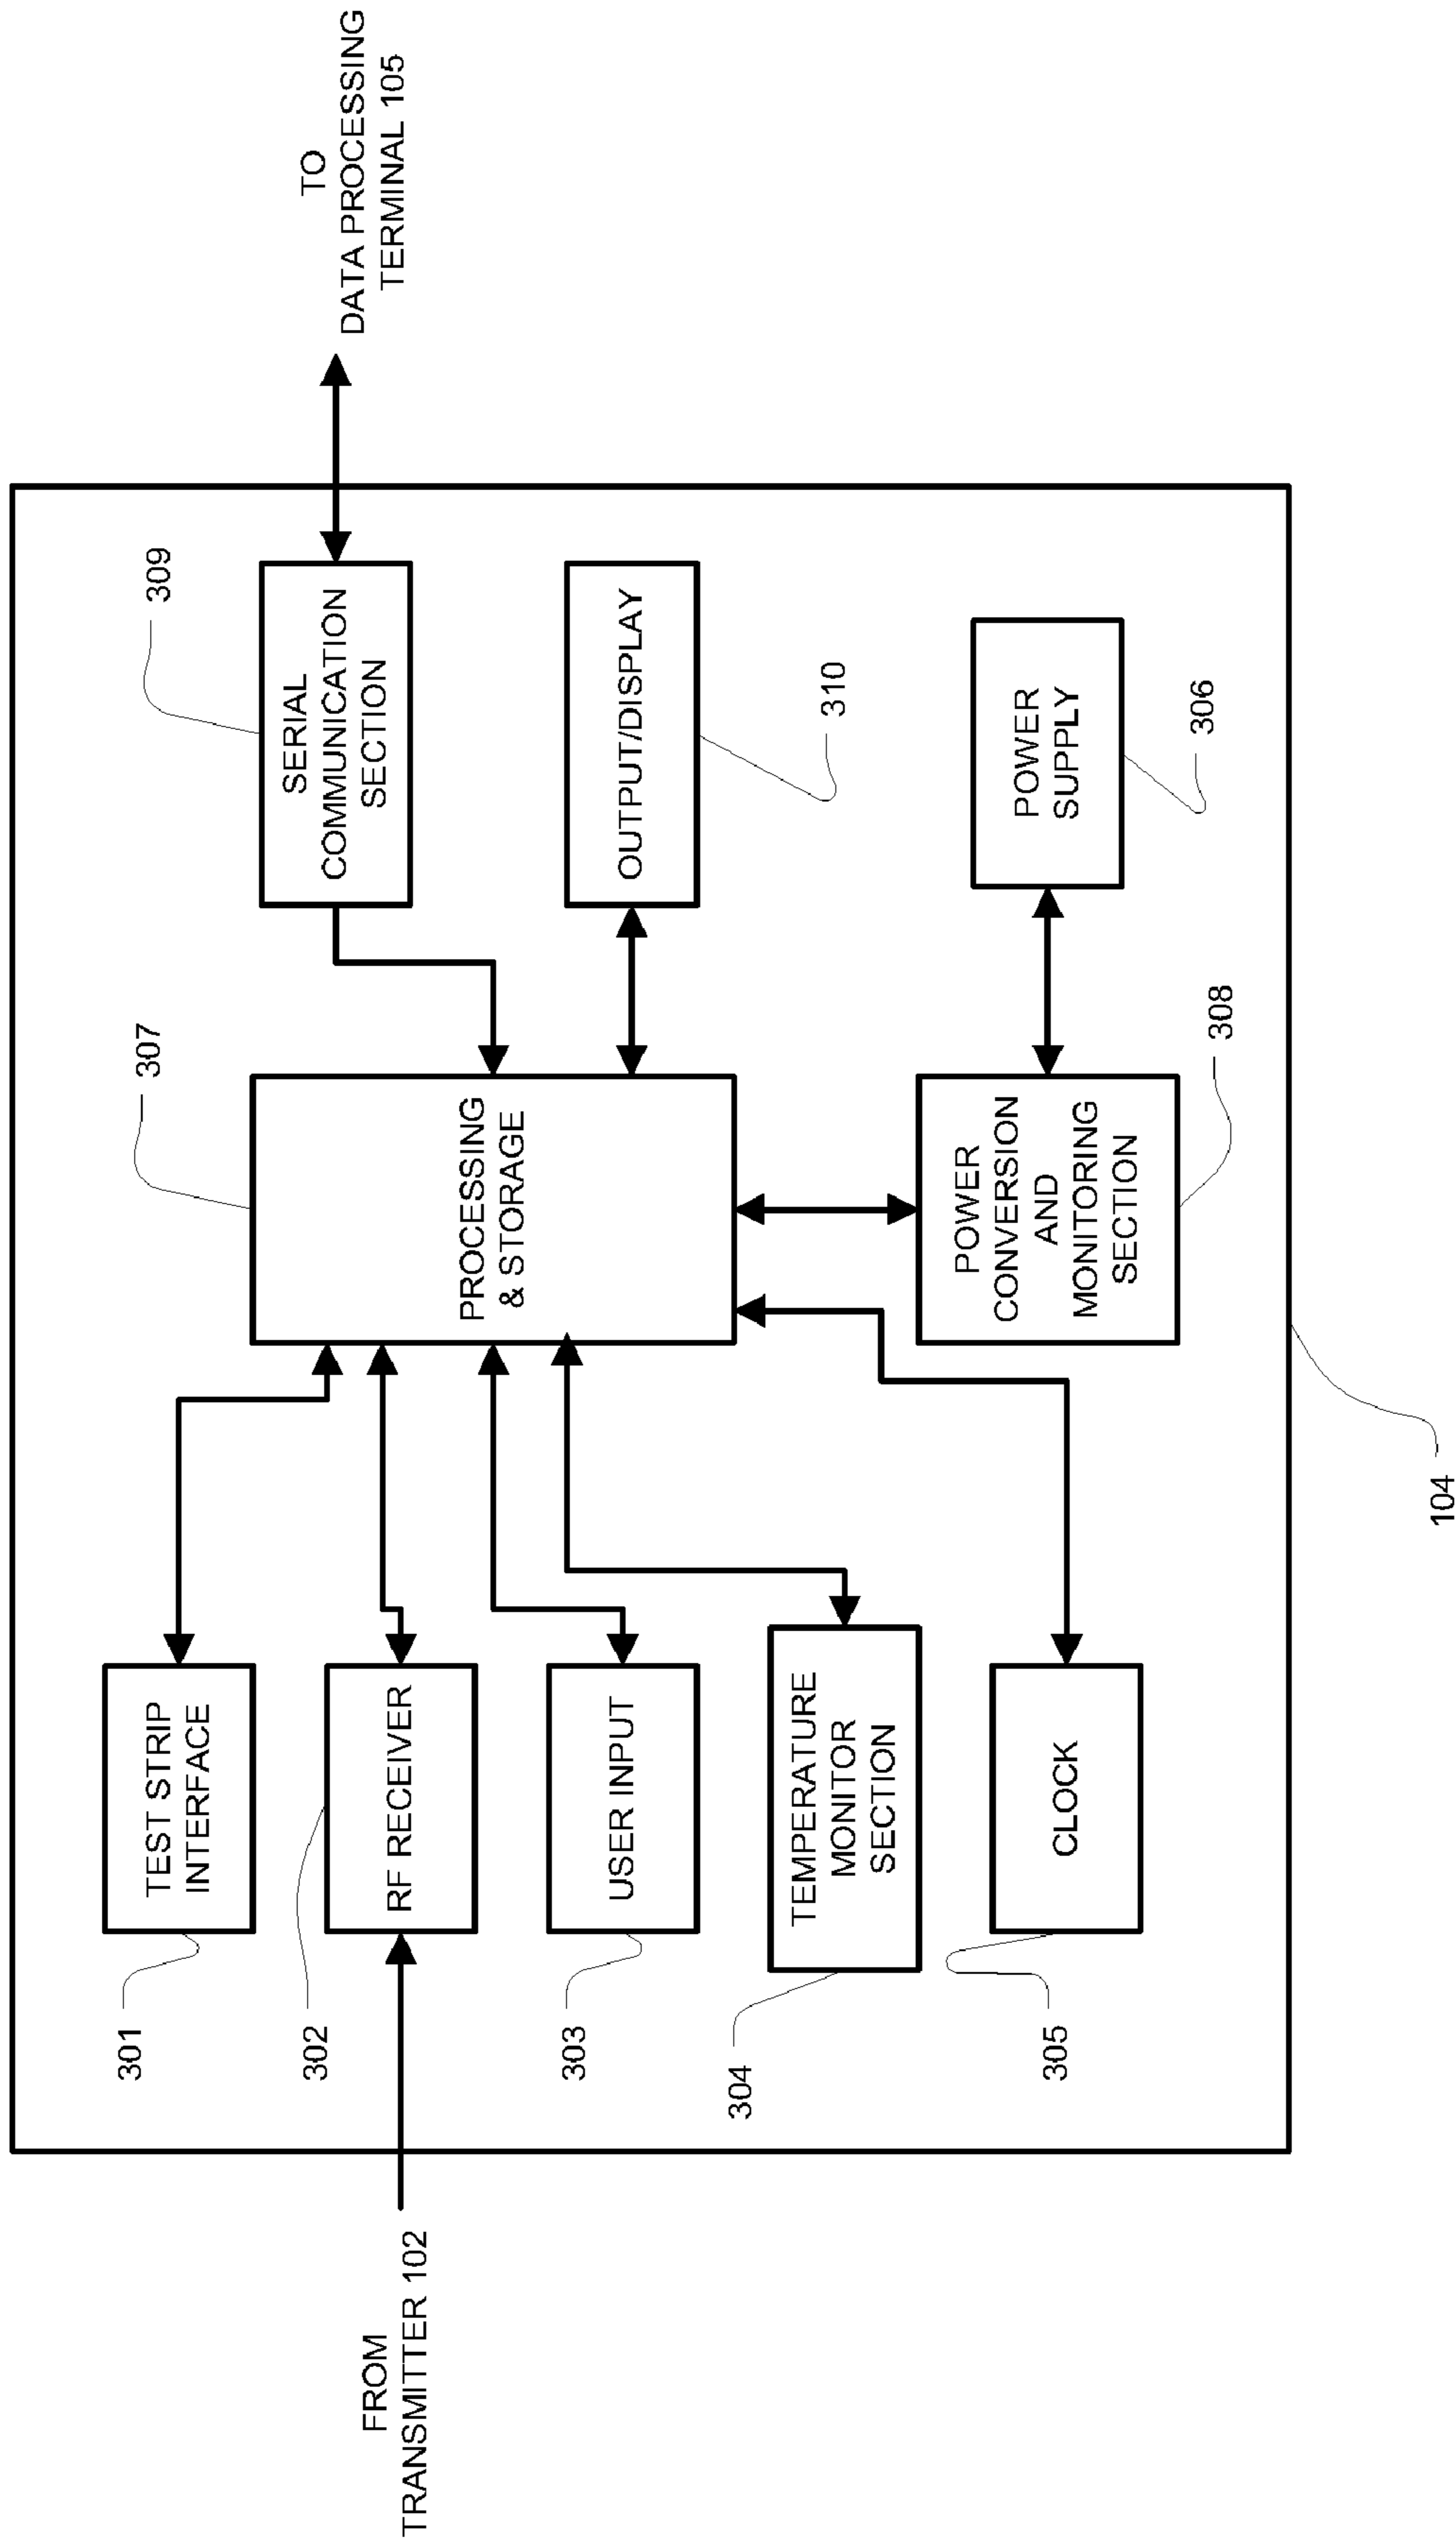 FROM
TRANSMITTER 102
301
TEST STRIP
INTERFACE
302
RF RECEIVER
303
USER INPUT
304
TEMPERATURE
MONITOR
SECTION
305
CLOCK
307
PROCESSING
& STORAGE
308
POWER
CONVERSION
AND
MONITORING
SECTION
309
SERIAL
COMMUNICATION
SECTION
OUTPUT/DISPLAY
310
POWER
SUPPLY
306
TO
DATA PROCESSING
TERMINAL 105
104